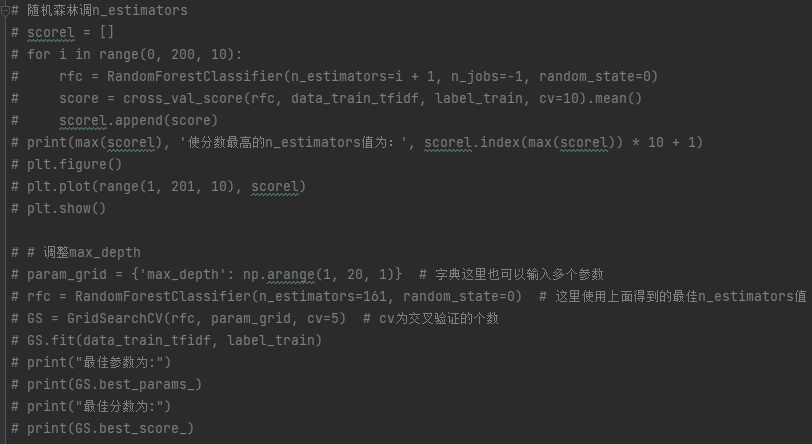 # 随机森林调n_estimators
# scorel = []
# for i in range(0, 200, 10):
#     rfc = RandomForestClassifier(n_estimators=i + 1, n_jobs=-1, random_state=0)
#     score = cross_val_score(rfc, data_train_tfidf, label_train, cv=10).mean()
#     scorel.append(score)
# print(max(scorel), '使分数最高的n_estimators值为：', scorel.index(max(scorel)) * 10 + 1)
# plt.figure()
# plt.plot(range(1, 201, 10), scorel)
# plt.show()
# # 调整max_depth
# param_grid = {'max_depth': np.arange(1, 20, 1)}  # 字典这里也可以输入多个参数
# rfc = RandomForestClassifier(n_estimators=161, random_state=0)  # 这里使用上面得到的最佳n_estimators值
# GS = GridSearchCV(rfc, param_grid, cv=5)  # cv为交叉验证的个数
# GS.fit(data_train_tfidf, label_train)
# print("最佳参数为:")
# print(GS.best_params_)
# print("最佳分数为:")
# print(GS.best_score_)